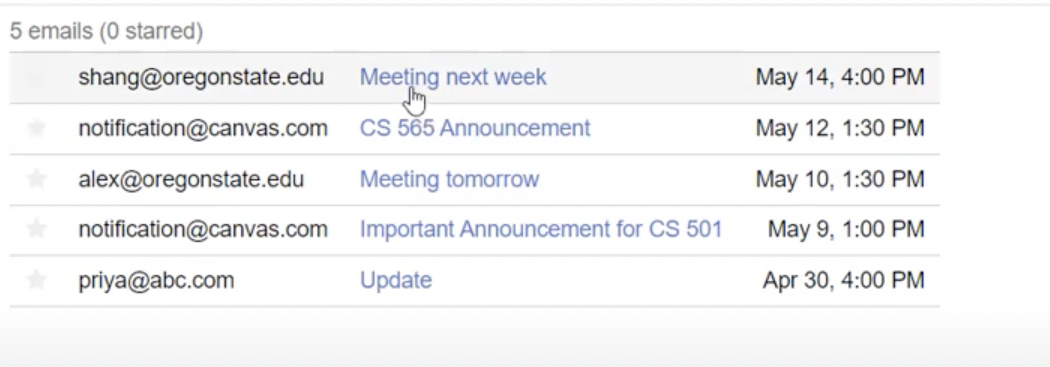 5 emails (0 starred)
shang@oregonstate.edu Meeting next week May 14, 4:00 PM
notification@canvas.com CS 565 Announcement May 12, 1:30 PM
alex@oregonstate.edu Meeting tomorrow May 10, 1:30 PM
notification@canvas.com Important Announcement for CS 501 May 9, 1:00 PM
priya@abc.com Update Apr 30, 4:00 PM